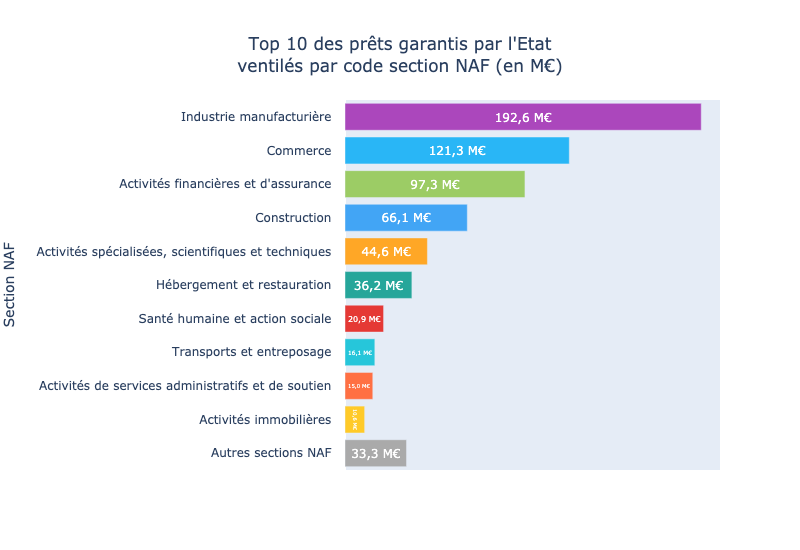 Top 10 des prêts garantis par l'Etat
ventilés par code section NAF (en M€)
Section NAF
Industrie manufacturière 192,6 M€
Commerce 121,3 M€
Activités financières et d'assurance 97,3 M€
Construction 66,1 M€
Activités spécialisées, scientifiques et techniques 44,6 M€
Hébergement et restauration 36,2 M€
Santé humaine et action sociale 20,9 M€
Transports et entreposage 16,1 M€
Activités de services administratifs et de soutien 15,0 M€
Activités immobilières
Autres sections NAF 33,3 M€